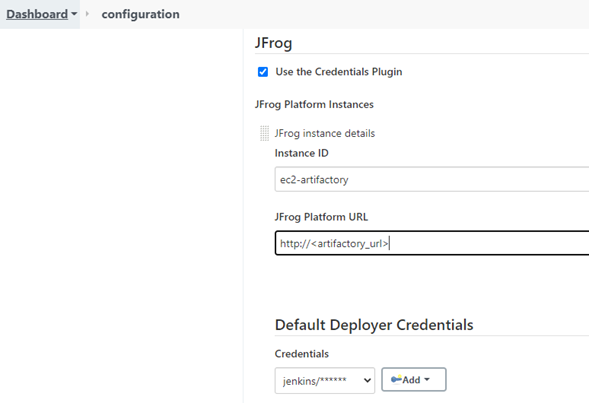 Dashboard configuration
JFrog
Use the Credentials Plugin
JFrog Platform Instances
JFrog instance details
Instance ID
ec2-artifactory
JFrog Platform URL
http://<artifactory_url>
Default Deployer Credentials
Credentials
jenkins/****** Add